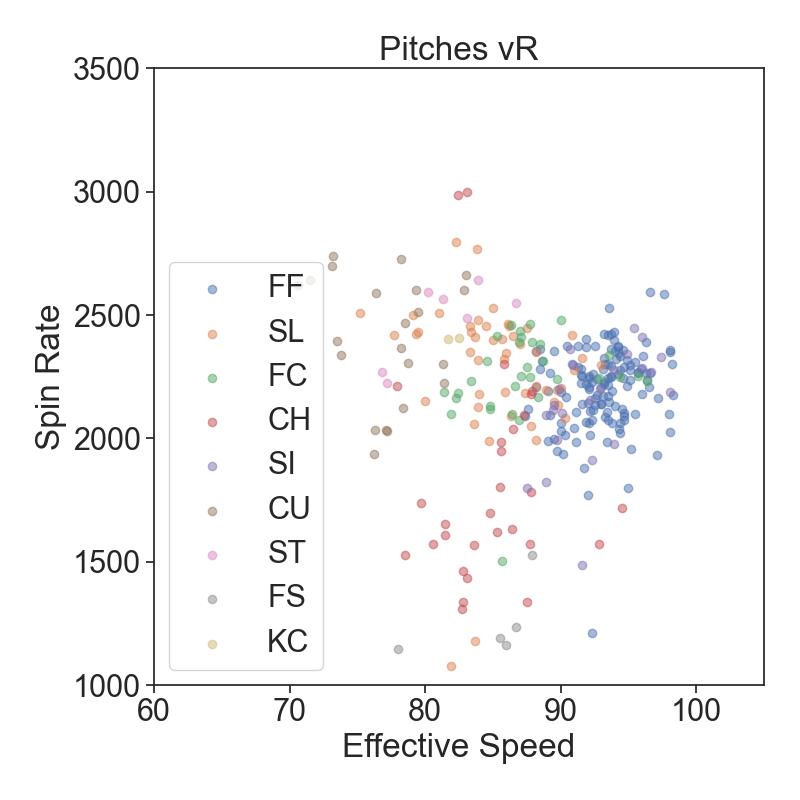 Pitches vR
3500
3000
2500
2000
1500
1000
Spin Rate
FF
SL
FC
CH
SI
CU
ST
FS
KC
60 70 80 90 100
Effective Speed